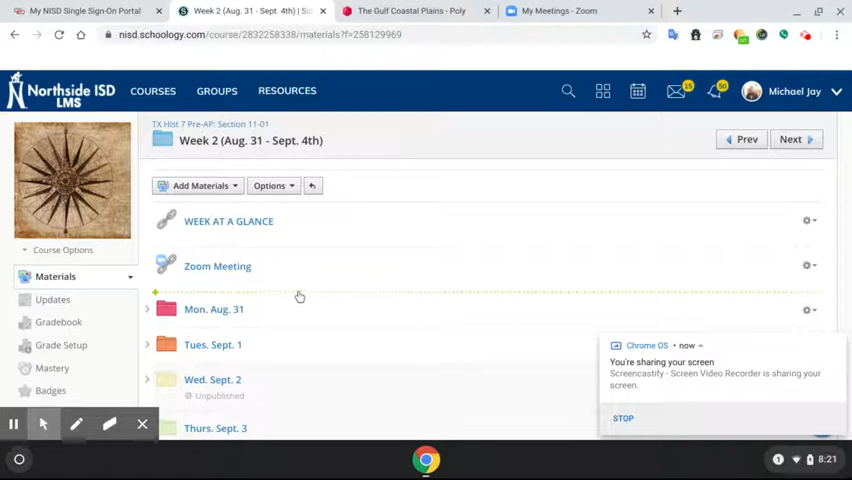 My NISD Single Sign-On Portal
Week 2 (Aug. 31 - Sept. 4th) | Sc
The Gulf Coastal Plains - Poly
My Meetings - Zoom
nisd.schoology.com/course/2832258338/materials?f=258129969
Northside ISD
LMS
COURSES
GROUPS
RESOURCES
15
50
Michael Jay
TX Hist 7 Pre-AP: Section 11-01
Week 2 (Aug. 31 - Sept. 4th)
Prev
Next
Add Materials
Options
WEEK AT A GLANCE
Course Options
Zoom Meeting
Materials
Updates
Mon. Aug. 31
Gradebook
Grade Setup
Tues. Sept. 1
Mastery
Wed. Sept. 2
Badges
Unpublished
Thurs. Sept. 3
Chrome OS • now
You're sharing your screen
Screencastify - Screen Video Recorder is sharing your
screen.
STOP
1
8:21